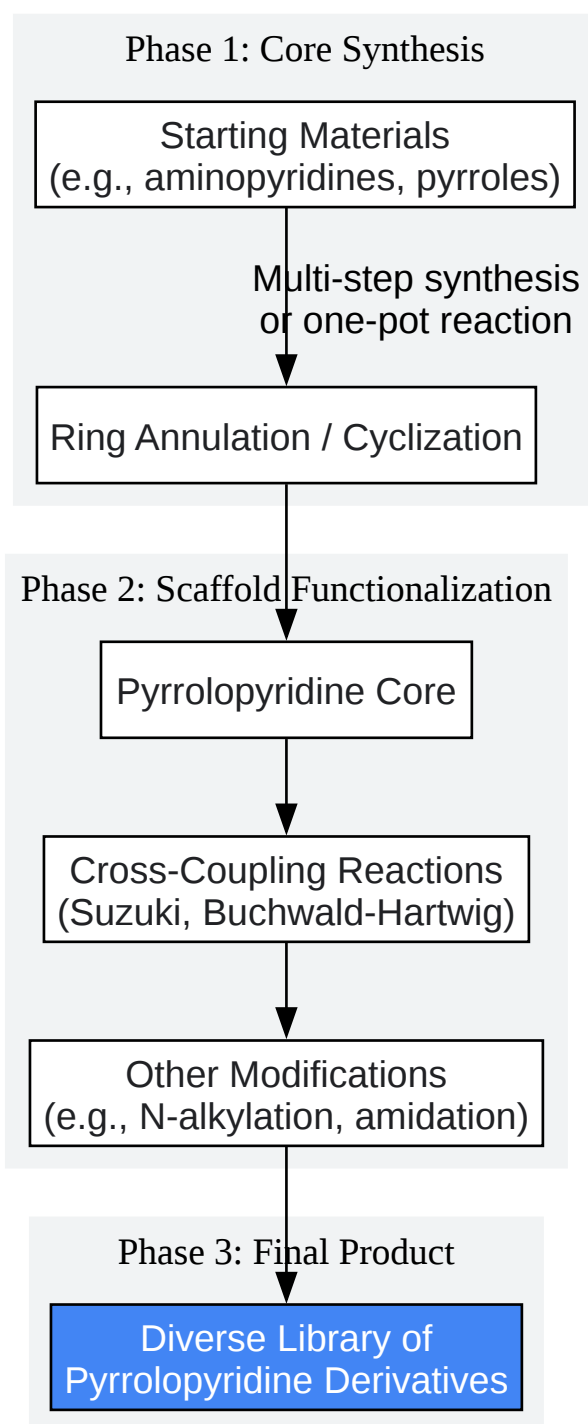 Phase 1: Core Synthesis
Starting Materials
(e.g., aminopyridines, pyrroles)
Multi-step synthesis
or one-pot reaction
Ring Annulation / Cyclization
Phase 2: Scaffold Functionalization
Pyrrolopyridine Core
Cross-Coupling Reactions
(Suzuki, Buchwald-Hartwig)
Other Modifications
(e.g., N-alkylation, amidation)
Phase 3: Final Product
Diverse Library of
Pyrrolopyridine Derivatives